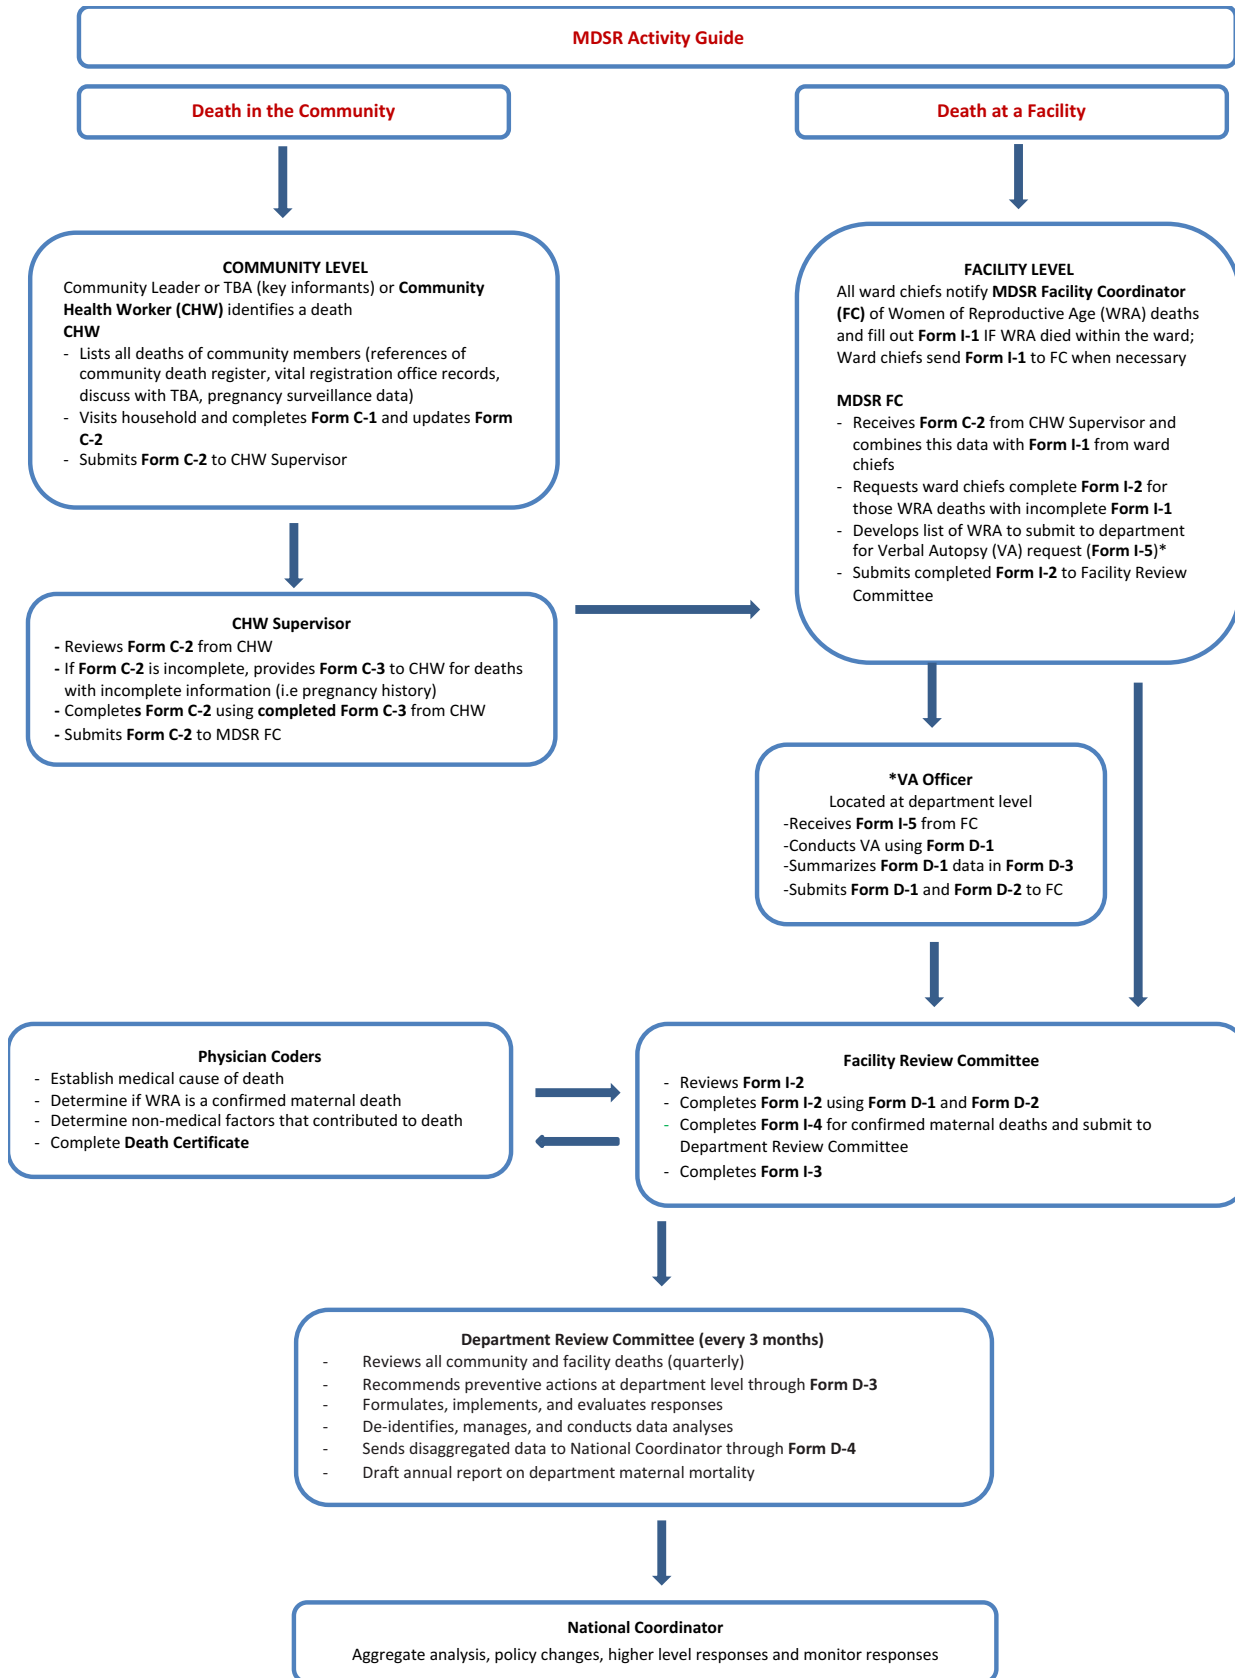 MDSR Activity Guide
Death in the Community
Death at a Facility
COMMUNITY LEVEL
Community Leader or TBA (key informants) or Community
Health Worker (CHW) identifies a death
CHW
- Lists all deaths of community members (references of
community death register, vital registration office records,
discuss with TBA, pregnancy surveillance data)
- Visits household and completes Form C-1 and updates Form
C-2
- Submits Form C-2 to CHW Supervisor
FACILITY LEVEL
All ward chiefs notify MDSR Facility Coordinator
(FC) of Women of Reproductive Age (WRA) deaths
and fill out Form I-1 IF WRA died within the ward;
Ward chiefs send Form I-1 to FC when necessary
MDSR FC
- Receives Form C-2 from CHW Supervisor and
combines this data with Form I-1 from ward
chiefs
- Requests ward chiefs complete Form I-2 for
those WRA deaths with incomplete Form I-1
- Develops list of WRA to submit to department
for Verbal Autopsy (VA) request (Form I-5)*
- Submits completed Form I-2 to Facility Review
Committee
CHW Supervisor
- Reviews Form C-2 from CHW
- If Form C-2 is incomplete, provides Form C-3 to CHW for deaths
with incomplete information (i.e pregnancy history)
- Completes Form C-2 using completed Form C-3 from CHW
- Submits Form C-2 to MDSR FC
*VA Officer
Located at department level
-Receives Form I-5 from FC
-Conducts VA using Form D-1
-Summarizes Form D-1 data in Form D-3
-Submits Form D-1 and Form D-2 to FC
Physician Coders
- Establish medical cause of death
- Determine if WRA is a confirmed maternal death
- Determine non-medical factors that contributed to death
- Complete Death Certificate
Facility Review Committee
- Reviews Form I-2
- Completes Form I-2 using Form D-1 and Form D-2
- Completes Form I-4 for confirmed maternal deaths and submit to
Department Review Committee
- Completes Form I-3
Department Review Committee (every 3 months)
- Reviews all community and facility deaths (quarterly)
- Recommends preventive actions at department level through Form D-3
- Formulates, implements, and evaluates responses
- De-identifies, manages, and conducts data analyses
- Sends disaggregated data to National Coordinator through Form D-4
- Draft annual report on department maternal mortality
National Coordinator
Aggregate analysis, policy changes, higher level responses and monitor responses